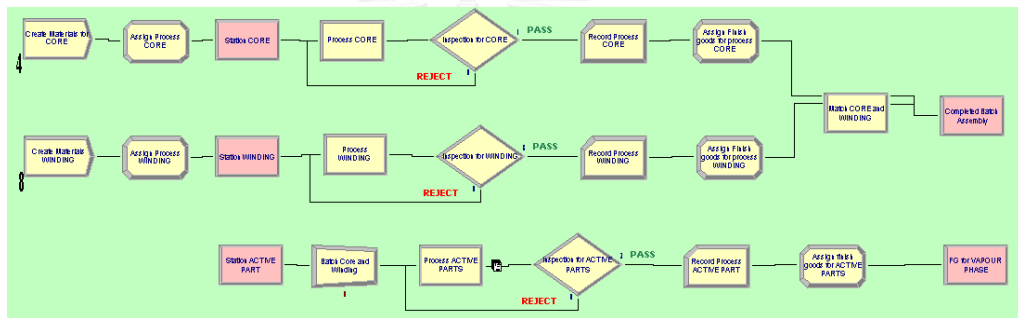 Create Materials for
CORE
Assign Process
CORE
Station CORE
Process CORE
Inspection for CORE
PASS
REJECT
Record Process
CORE
Assign Finish
goods for process
CORE
4
Match CORE and
WINDING
Completed Batch
Assembly
Create Materials
WINDING
Assign Process
WINDING
Station WINDING
Process
WINDING
Inspection for WINDING
PASS
REJECT
Record Process
WINDING
Assign Finish
goods for process
WINDING
8
Station ACTIVE
PART
Batch Core and
Winding
Process ACTIVE
PARTS
Inspection for ACTIVE
PARTS
PASS
REJECT
Record Process
ACTIVE PART
Assign finish
goods for ACTIVE
PARTS
FG for VAPOUR
PHASE